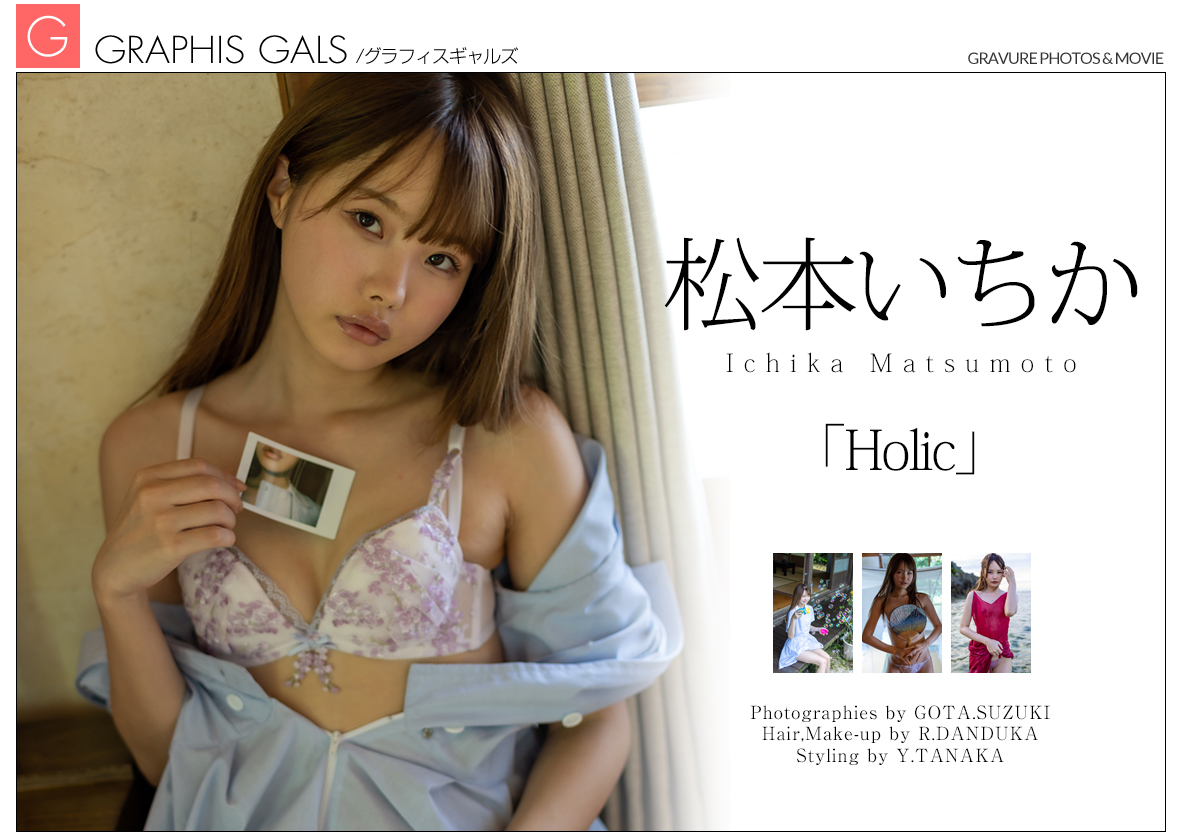 G
GRAPHIS GALS /グラフィスギャルズ
GRAVURE PHOTOS & MOVIE
松本いちか
Ichika Matsumoto
「Holic」
Photographies by GOTA.SUZUKI
Hair,Make-up by R.DANDUKA
Styling by Y.TANAKA